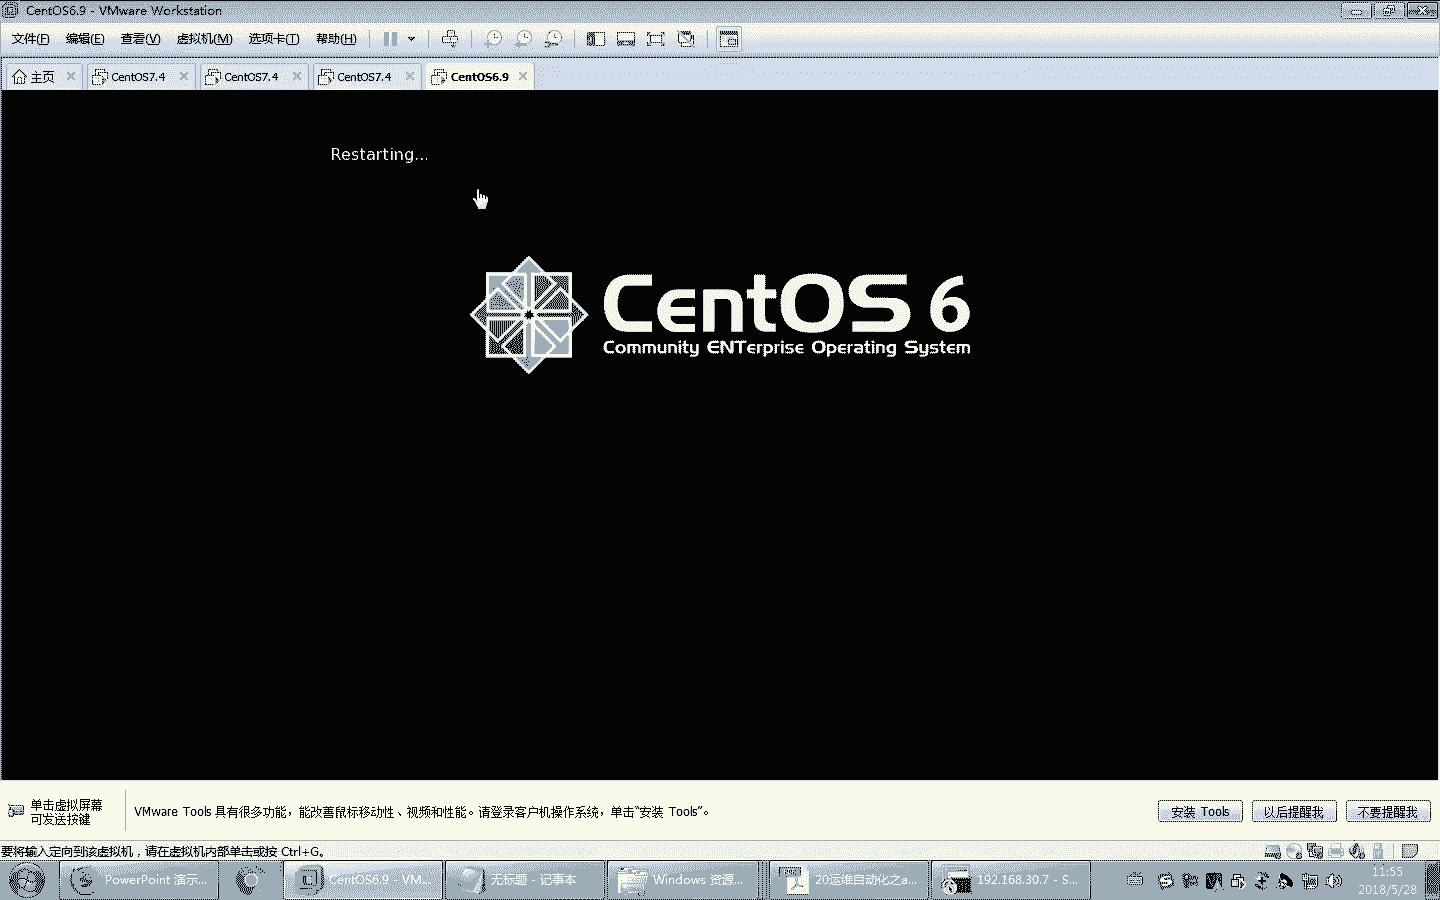 CentOS6.9 - VMware Workstation
文件(F) 编辑(E) 查看(V) 虚拟机(M) 选项卡(T) 帮助(H)
主页 CentOS7.4 CentOS7.4 CentOS7.4 CentOS6.9
Restarting...
CentOS 6
Community ENTerprise Operating System
单击虚拟屏幕
可发送按键
VMware Tools 具有很多功能，能改善鼠标移动性、视频和性能。请登录客户机操作系统，单击“安装 Tools”。
安装 Tools 以后提醒我 不要提醒我
要将输入定向到该虚拟机，请在虚拟机内部单击或按 Ctrl+G。
PowerPoint 演示... CentOS6.9 - VM... 无标题 - 记事本 Windows 资源... 20运维自动化之a... 192.168.30.7 - S...
11:55
2018/5/28